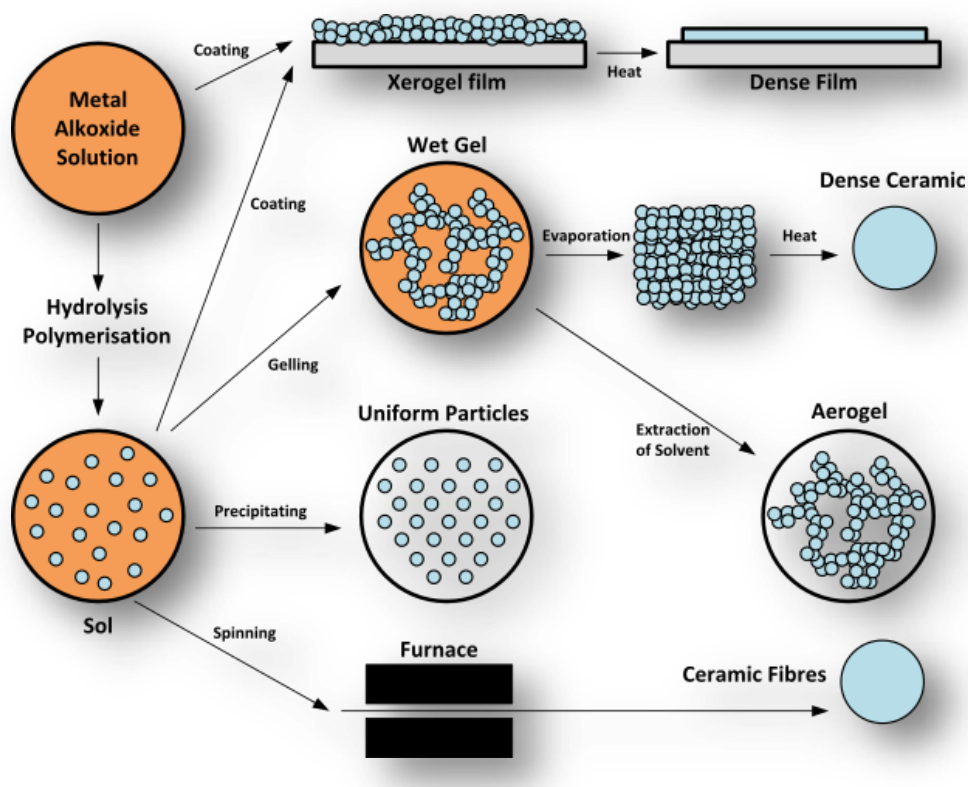 Metal
Alkoxide
Solution
Coating
Xerogel film
Heat
Dense Film
Coating
Wet Gel
Evaporation
Heat
Dense Ceramic
Hydrolysis
Polymerisation
Gelling
Extraction
of Solvent
Aerogel
Uniform Particles
Precipitating
Sol
Spinning
Furnace
Ceramic Fibres